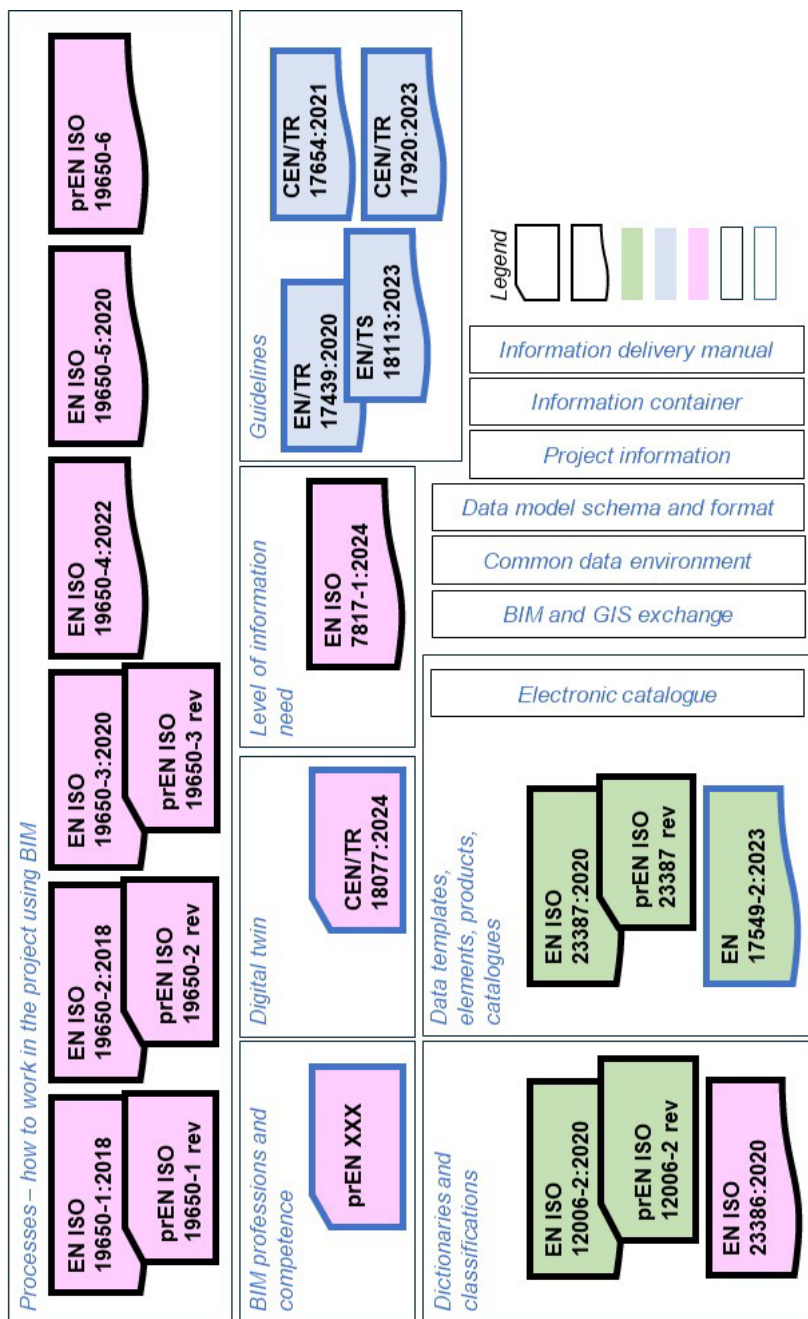 Processes – how to work in the project using BIM
EN ISO
19650-1:2018
prEN ISO
19650-1 rev
EN ISO
19650-2:2018
prEN ISO
19650-2 rev
EN ISO
19650-3:2020
prEN ISO
19650-3 rev
EN ISO
19650-4:2022
EN ISO
19650-5:2020
prEN ISO
19650-6
BIM professions and
competence
prEN XXX
Digital twin
CEN/TR
18077:2024
Level of information
need
EN ISO
7817-1:2024
Guidelines
EN/TR
17439:2020
EN/TS
18113:2023
CEN/TR
17654:2021
CEN/TR
17920:2023
Dictionaries and
classifications
EN ISO
12006-2:2020
prEN ISO
12006-2 rev
EN ISO
23386:2020
Data templates,
elements, products,
catalogues
EN ISO
23387:2020
prEN ISO
23387 rev
EN
17549-2:2023
Electronic catalogue
BIM and GIS exchange
Common data environment
Data model schema and format
Project information
Information container
Information delivery manual
Legend